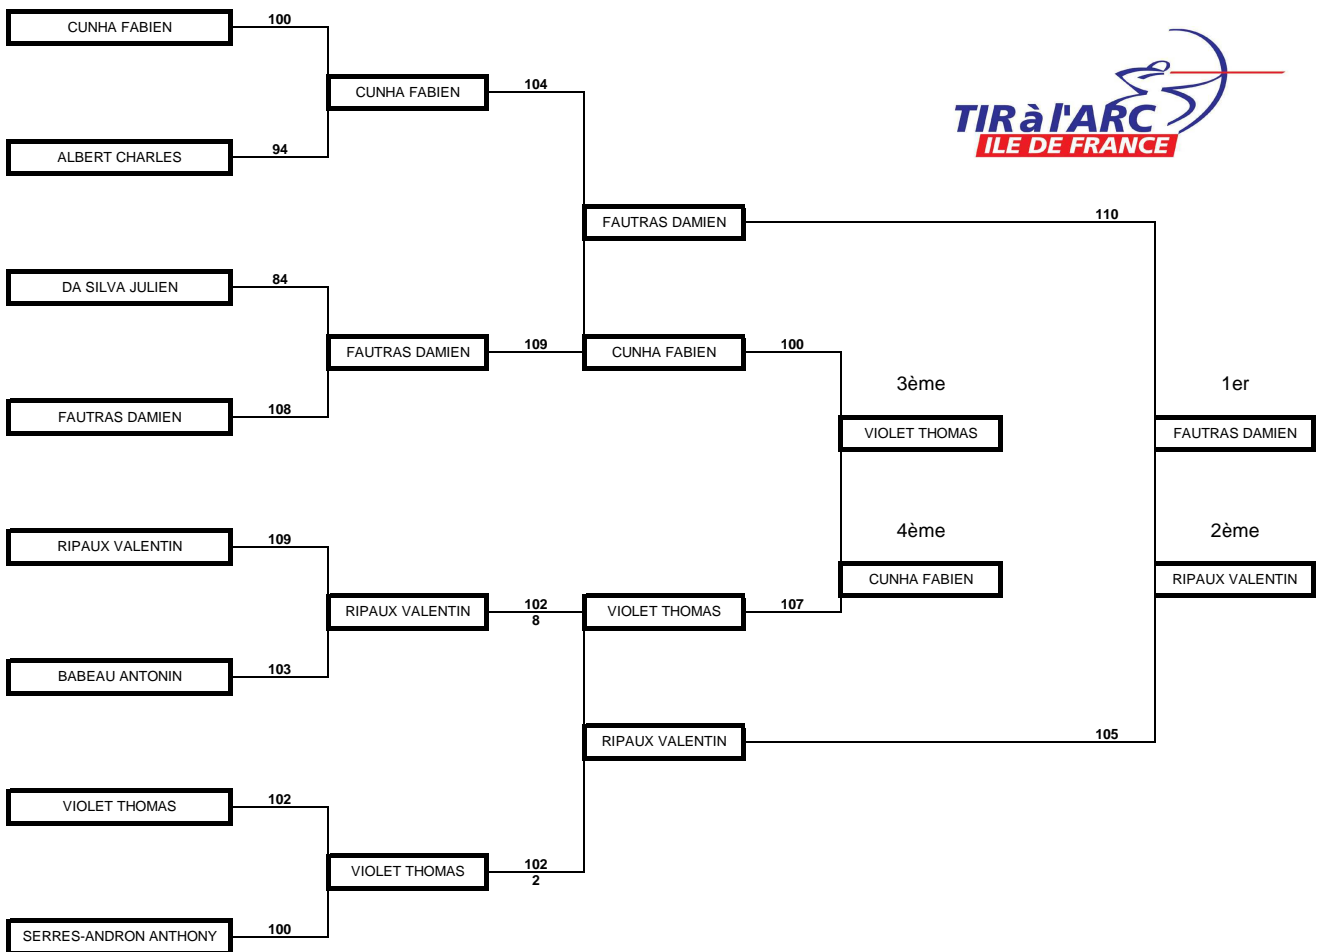 CUNHA FABIEN 100
CUNHA FABIEN 104
TIR à l'ARC
ILE DE FRANCE
ALBERT CHARLES 94
FAUTRAS DAMIEN 110
DA SILVA JULIEN 84
FAUTRAS DAMIEN 109 CUNHA FABIEN 100
3ème 1er
FAUTRAS DAMIEN 108
VIOLET THOMAS FAUTRAS DAMIEN
4ème 2ème
RIPAUX VALENTIN 109
CUNHA FABIEN RIPAUX VALENTIN
RIPAUX VALENTIN 102 VIOLET THOMAS 107
8
BABEAU ANTONIN 103
RIPAUX VALENTIN 105
VIOLET THOMAS 102
VIOLET THOMAS 102
2
SERRES-ANDRON ANTHONY 100